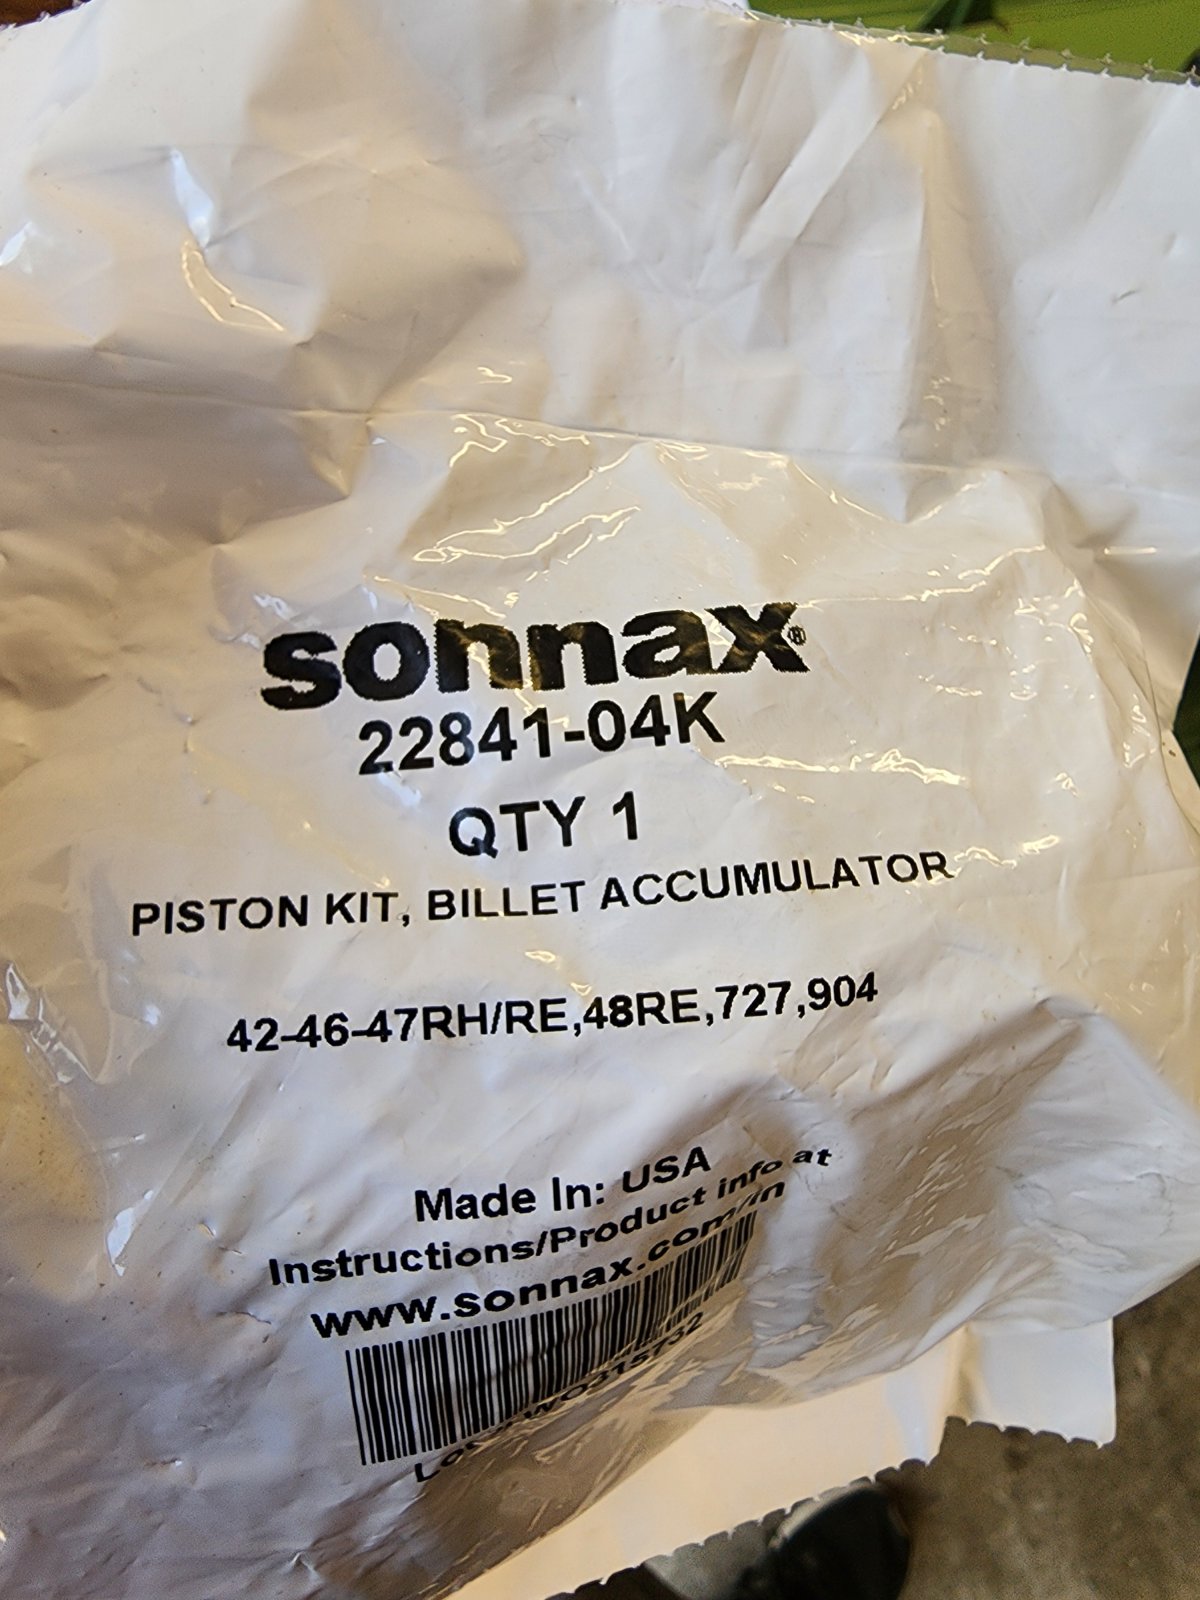 sonnax®
22841-04K
QTY 1
PISTON KIT, BILLET ACCUMULATOR
42-46-47RH/RE,48RE,727,904
Made In: USA
Instructions/Product info at
www.sonnax.com/in
WO315732